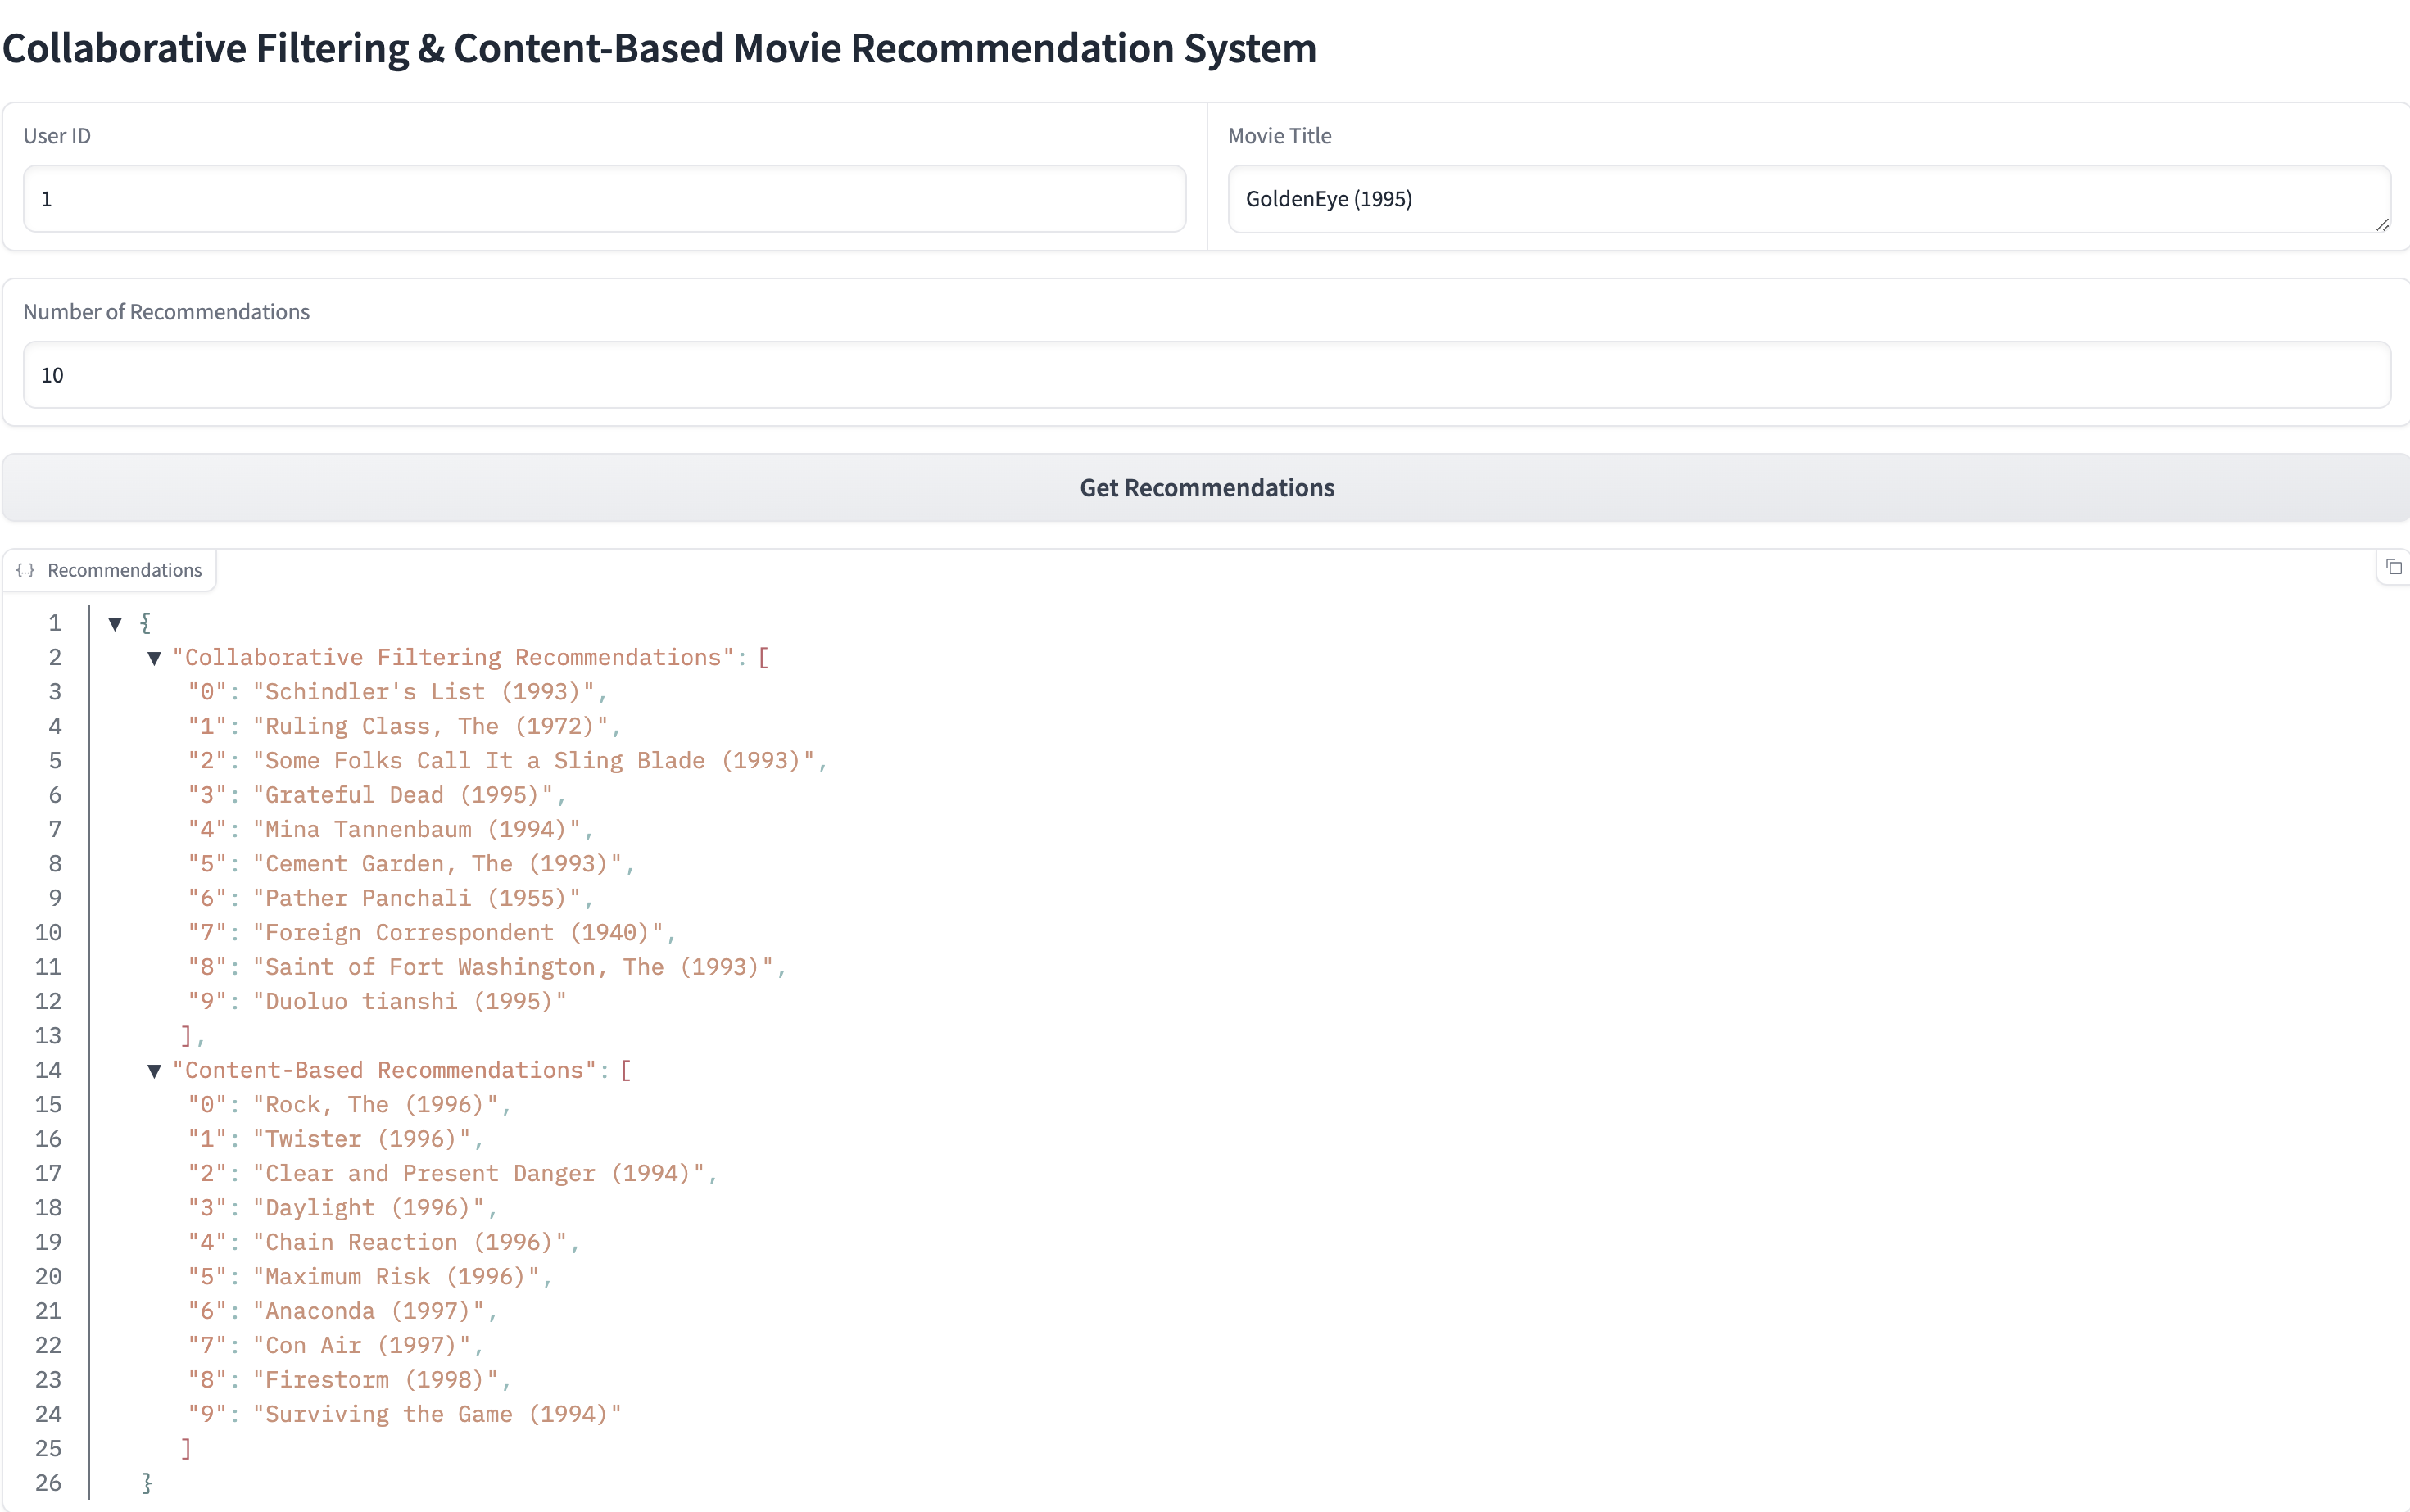 Collaborative Filtering & Content-Based Movie Recommendation System
User ID
1
Movie Title
GoldenEye (1995)
Number of Recommendations
10
Get Recommendations
{..} Recommendations
1 ▼ {
2 ▼ "Collaborative Filtering Recommendations": [
3 "0": "Schindler's List (1993)",
4 "1": "Ruling Class, The (1972)",
5 "2": "Some Folks Call It a Sling Blade (1993)",
6 "3": "Grateful Dead (1995)",
7 "4": "Mina Tannenbaum (1994)",
8 "5": "Cement Garden, The (1993)",
9 "6": "Pather Panchali (1955)",
10 "7": "Foreign Correspondent (1940)",
11 "8": "Saint of Fort Washington, The (1993)",
12 "9": "Duoluo tianshi (1995)"
13 ],
14 ▼ "Content-Based Recommendations": [
15 "0": "Rock, The (1996)",
16 "1": "Twister (1996)",
17 "2": "Clear and Present Danger (1994)",
18 "3": "Daylight (1996)",
19 "4": "Chain Reaction (1996)",
20 "5": "Maximum Risk (1996)",
21 "6": "Anaconda (1997)",
22 "7": "Con Air (1997)",
23 "8": "Firestorm (1998)",
24 "9": "Surviving the Game (1994)"
25 ]
26 }